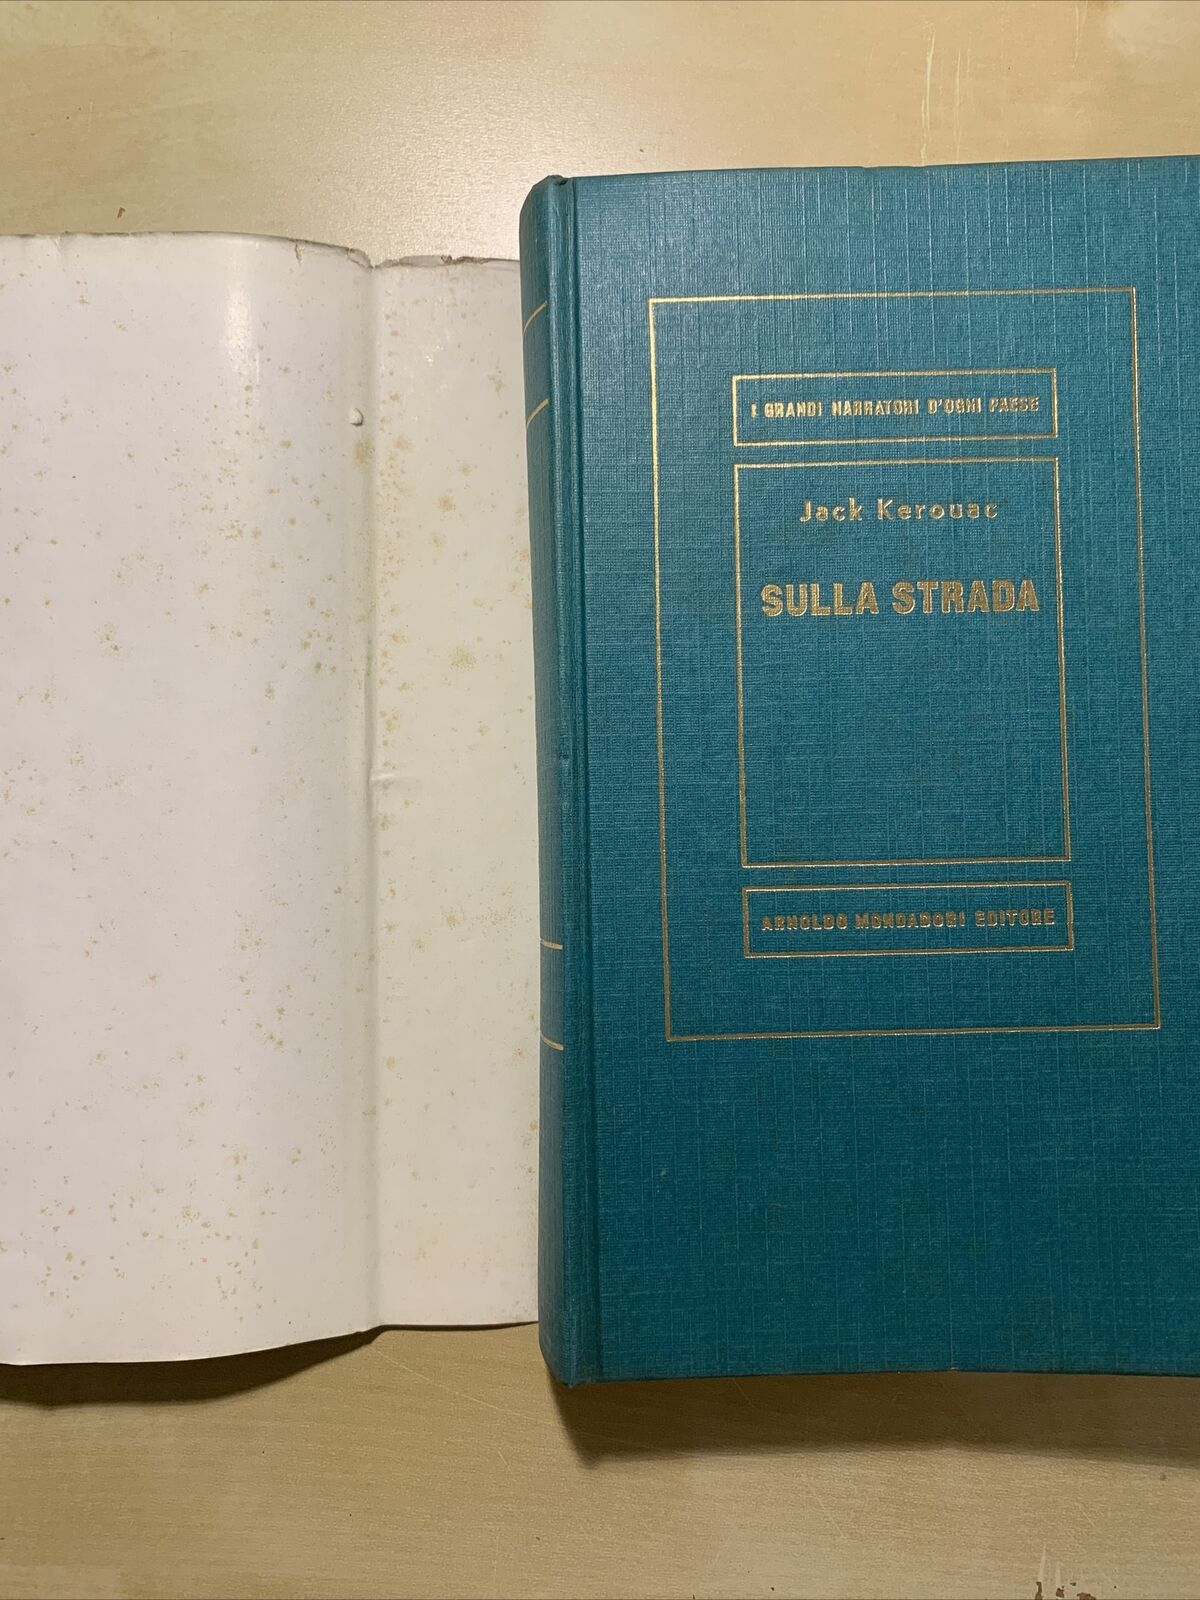 I GRANDI NARRATORI D'OGNI PAESE
Jack Kerouac
SULLA STRADA
ARNOLDO MONDADORI EDITORE